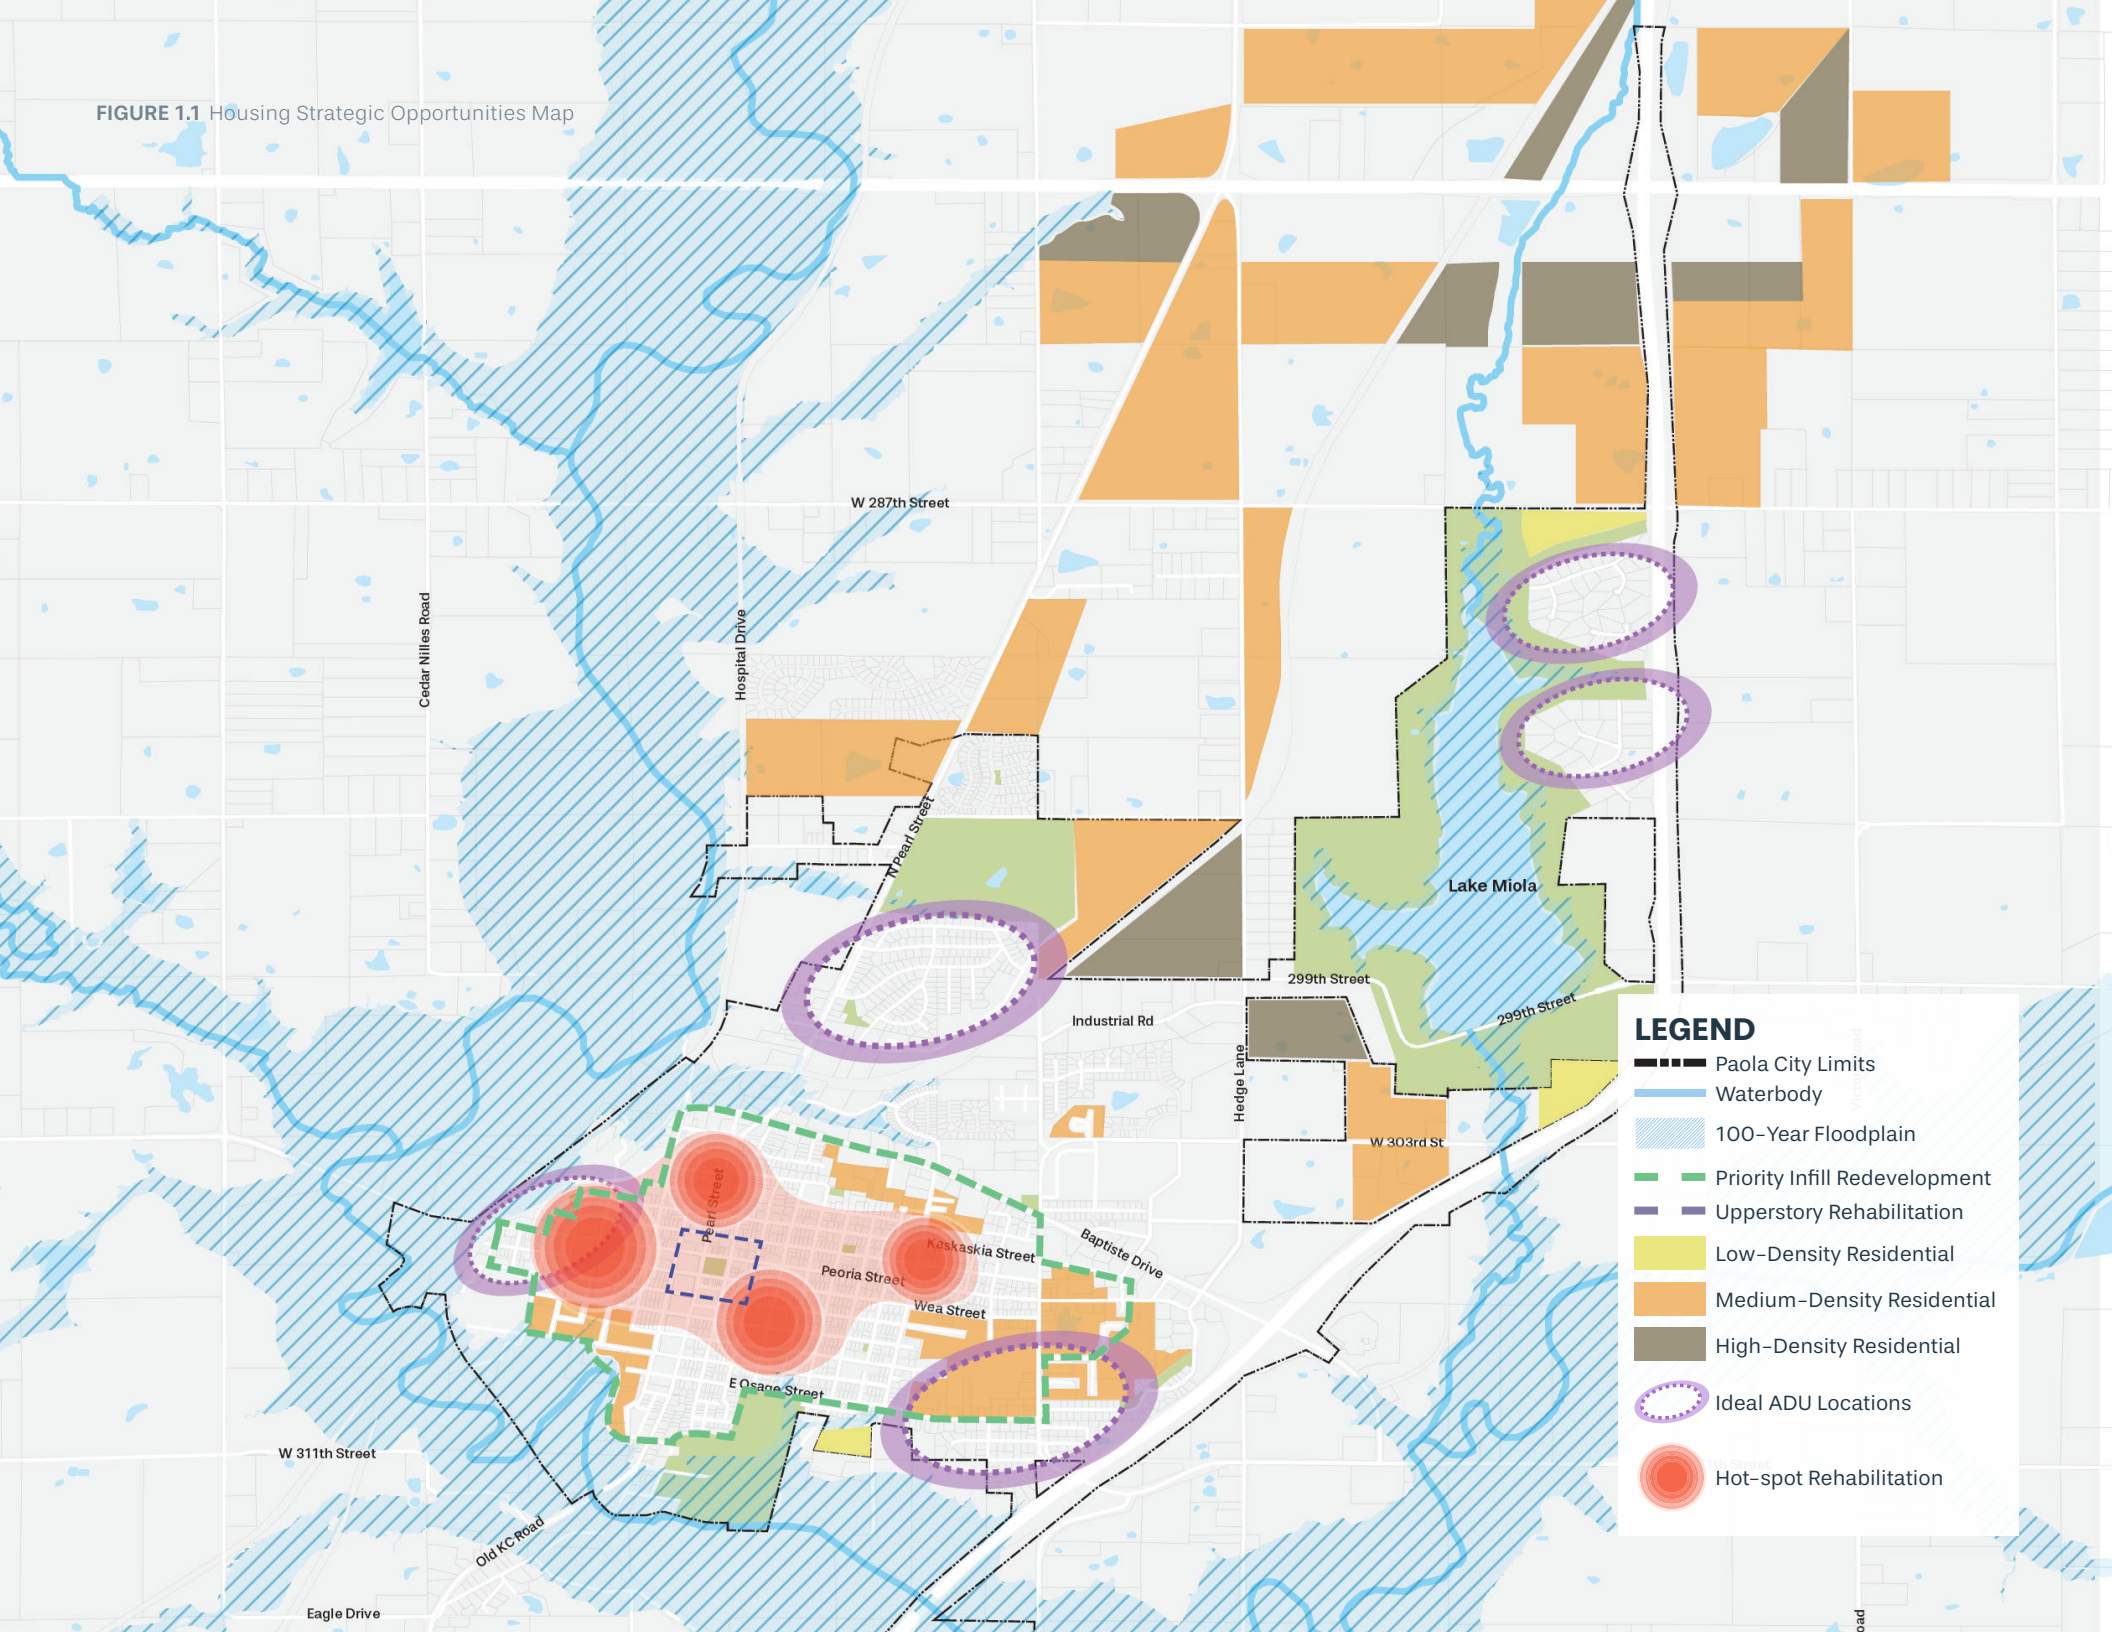 FIGURE 1.1 Housing Strategic Opportunities Map
W 287th Street
Cedar Nilles Road
Hospital Drive
N Pearl Street
Lake Miola
299th Street
299th Street
Industrial Rd
Hedge Lane
W 303rd St
Pearl Street
Kaskaskia Street
Baptiste Drive
Peoria Street
Wea Street
E Osage Street
W 311th Street
Old KC Road
Eagle Drive
LEGEND
Paola City Limits
Waterbody
100-Year Floodplain
Priority Infill Redevelopment
Upperstory Rehabilitation
Low-Density Residential
Medium-Density Residential
High-Density Residential
Ideal ADU Locations
Hot-spot Rehabilitation